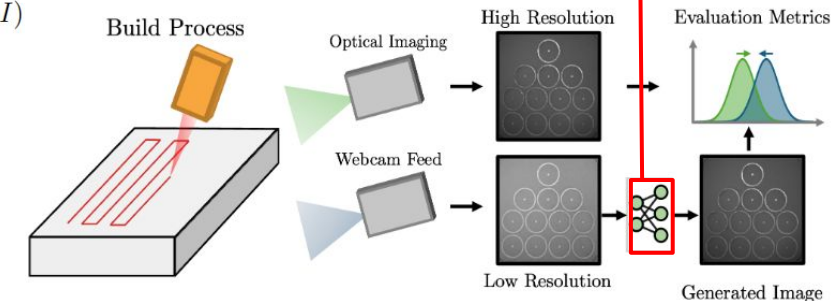 I)
Build Process
Optical Imaging
High Resolution
Evaluation Metrics
Webcam Feed
Low Resolution
Generated Image